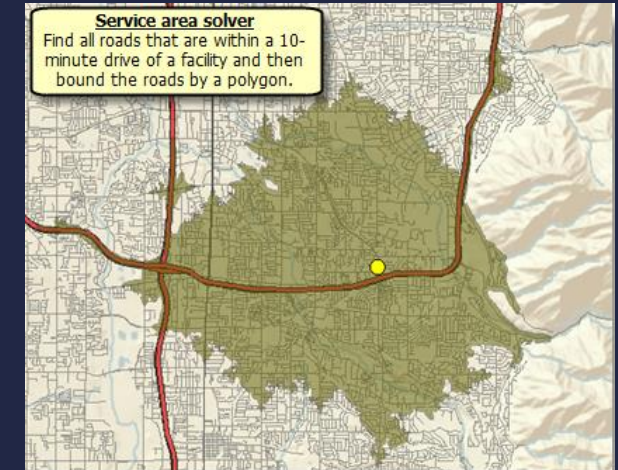 Service area solver
Find all roads that are within a 10-
minute drive of a facility and then
bound the roads by a polygon.